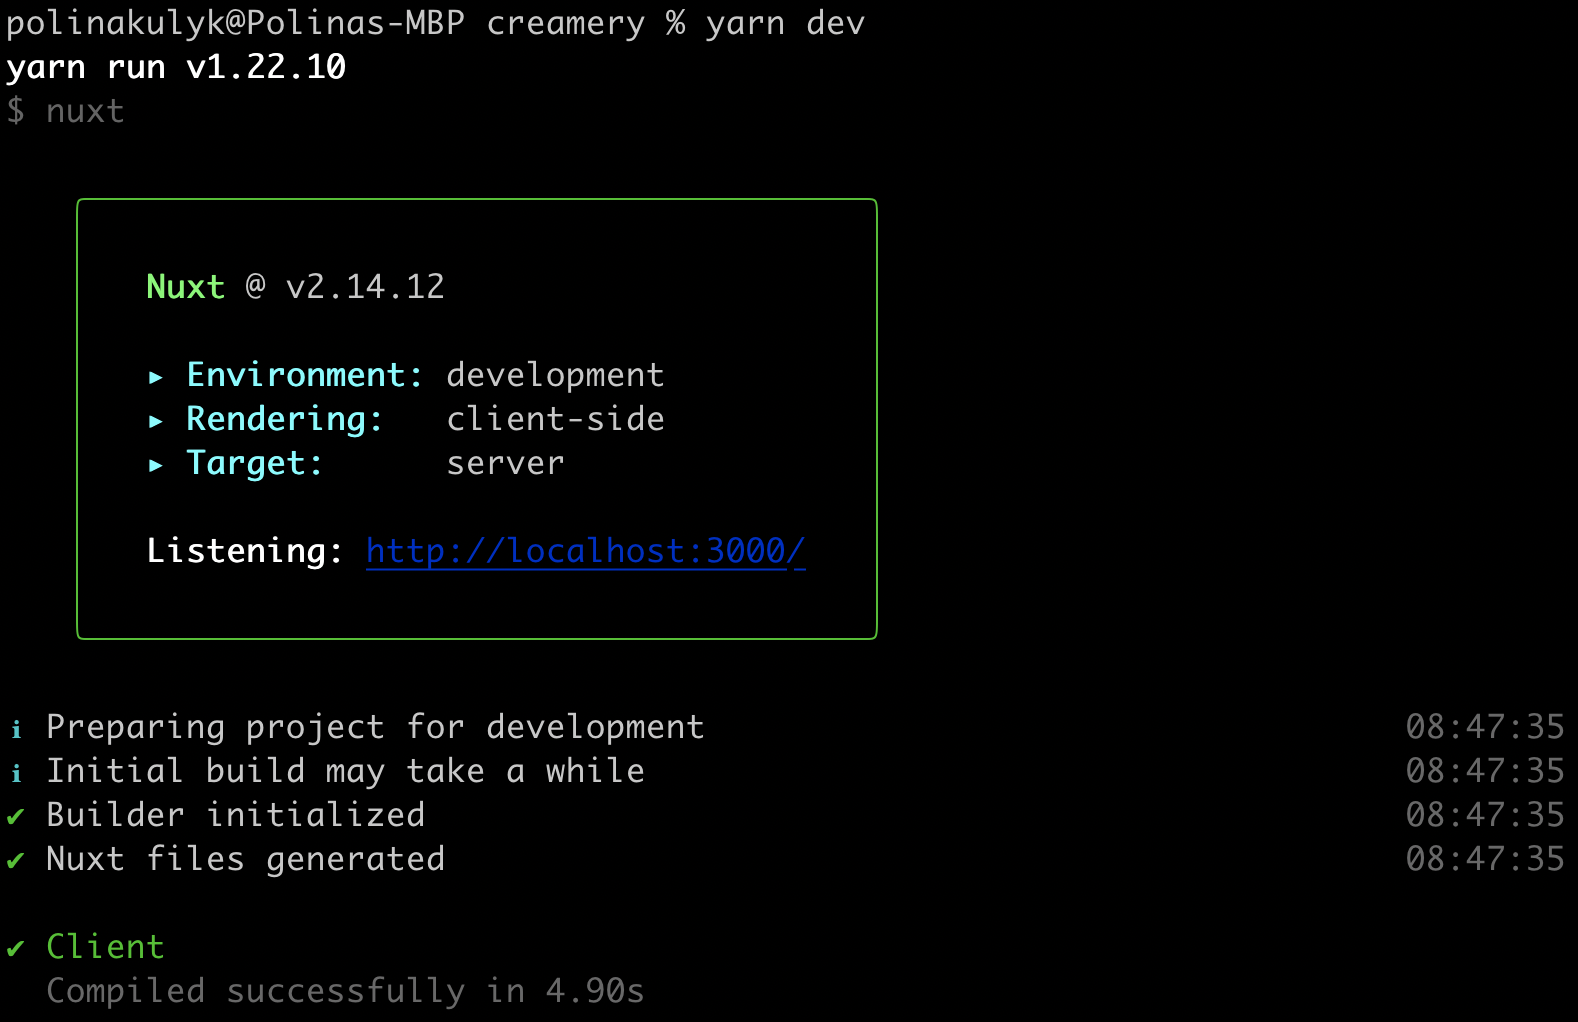 polinakulyk@Polinas-MBP creamery % yarn dev
yarn run v1.22.10
$ nuxt
Nuxt @ v2.14.12
▸ Environment: development
▸ Rendering: client-side
▸ Target: server
Listening: http://localhost:3000/
ℹ Preparing project for development 08:47:35
ℹ Initial build may take a while 08:47:35
✔ Builder initialized 08:47:35
✔ Nuxt files generated 08:47:35
✔ Client
Compiled successfully in 4.90s